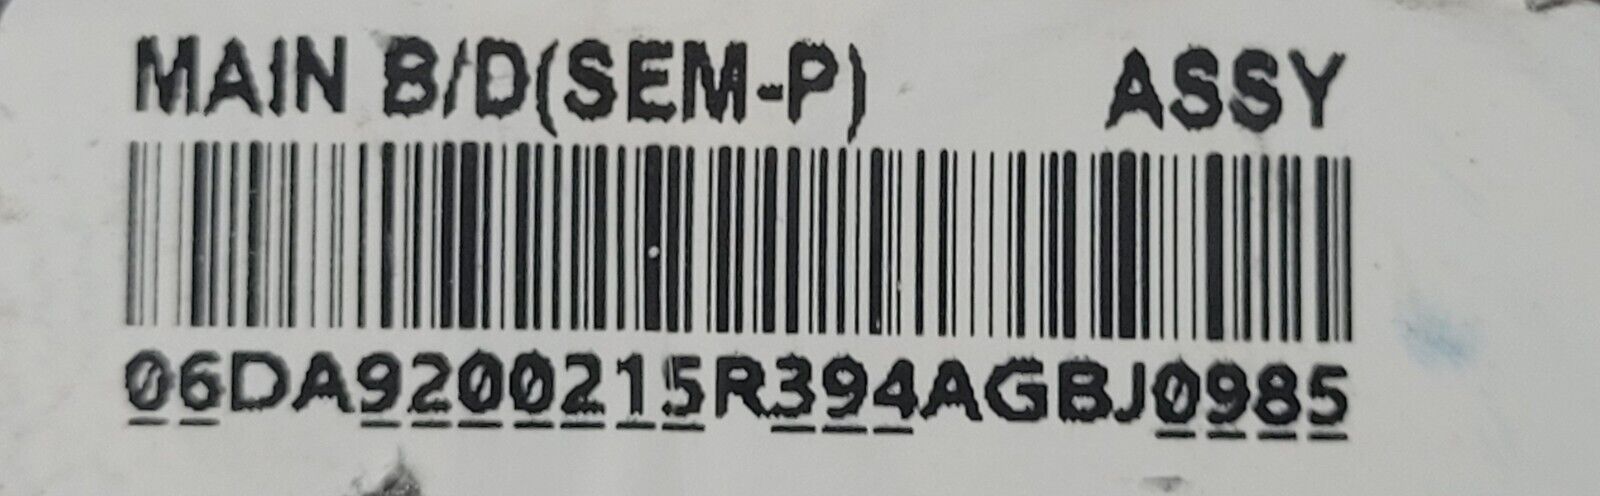 MAIN B/D(SEM-P) ASSY
06DA9200215R394AGBJ0985